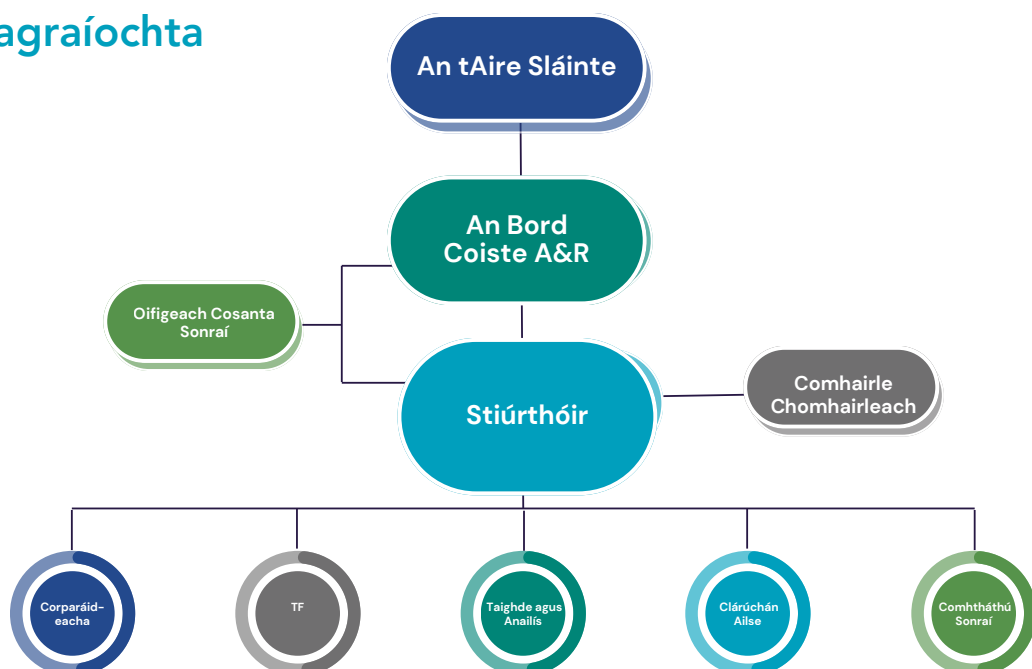 agraíochta
An tAire Sláinte
An Bord
Coiste A&R
Oifigeach Cosanta
Sonraí
Stiúrthóir
Comhairle
Chomhairleach
Corparáid-
eacha
TF
Taighde agus
Anailís
Clárúchán
Ailse
Comhtháthú
Sonraí